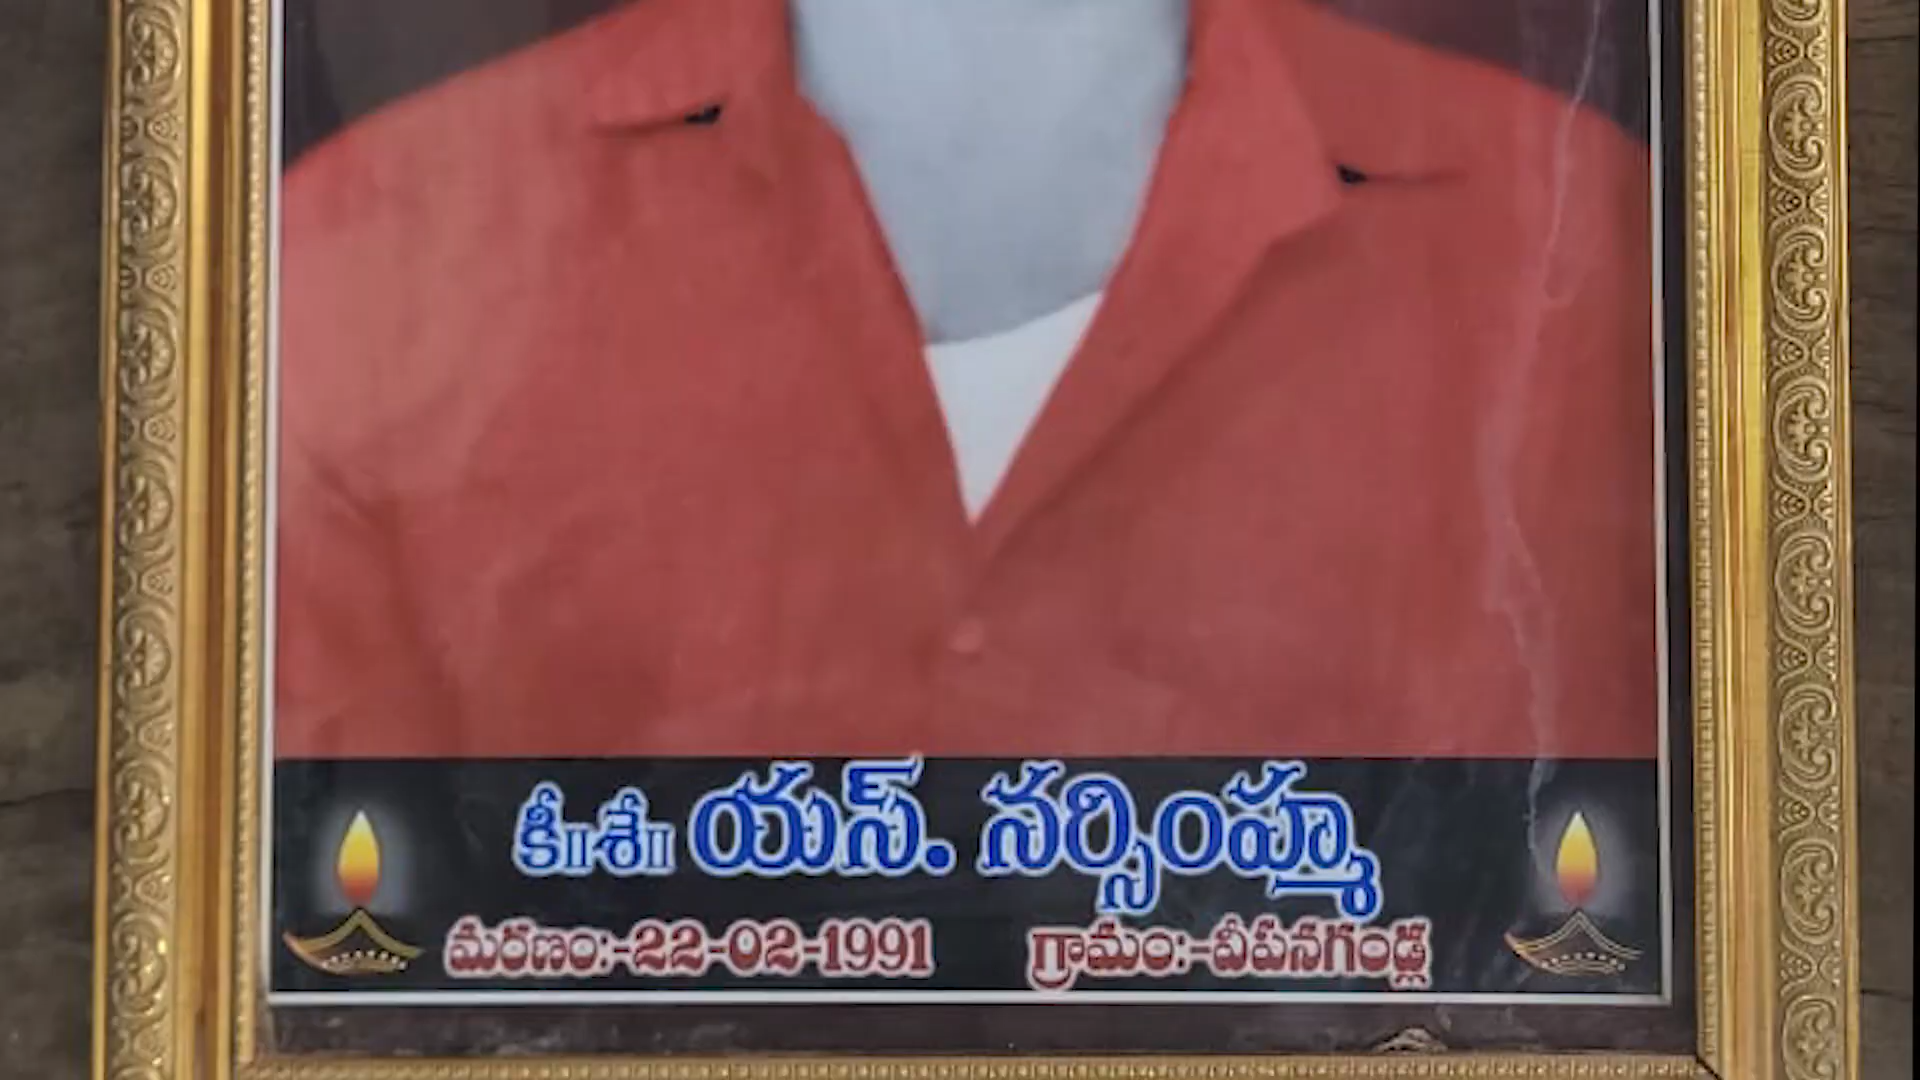 కీ॥శే॥ యస్. నర్సింహ్మ
మరణం:-22-02-1991 గ్రామం:-వీపనగండ్ల